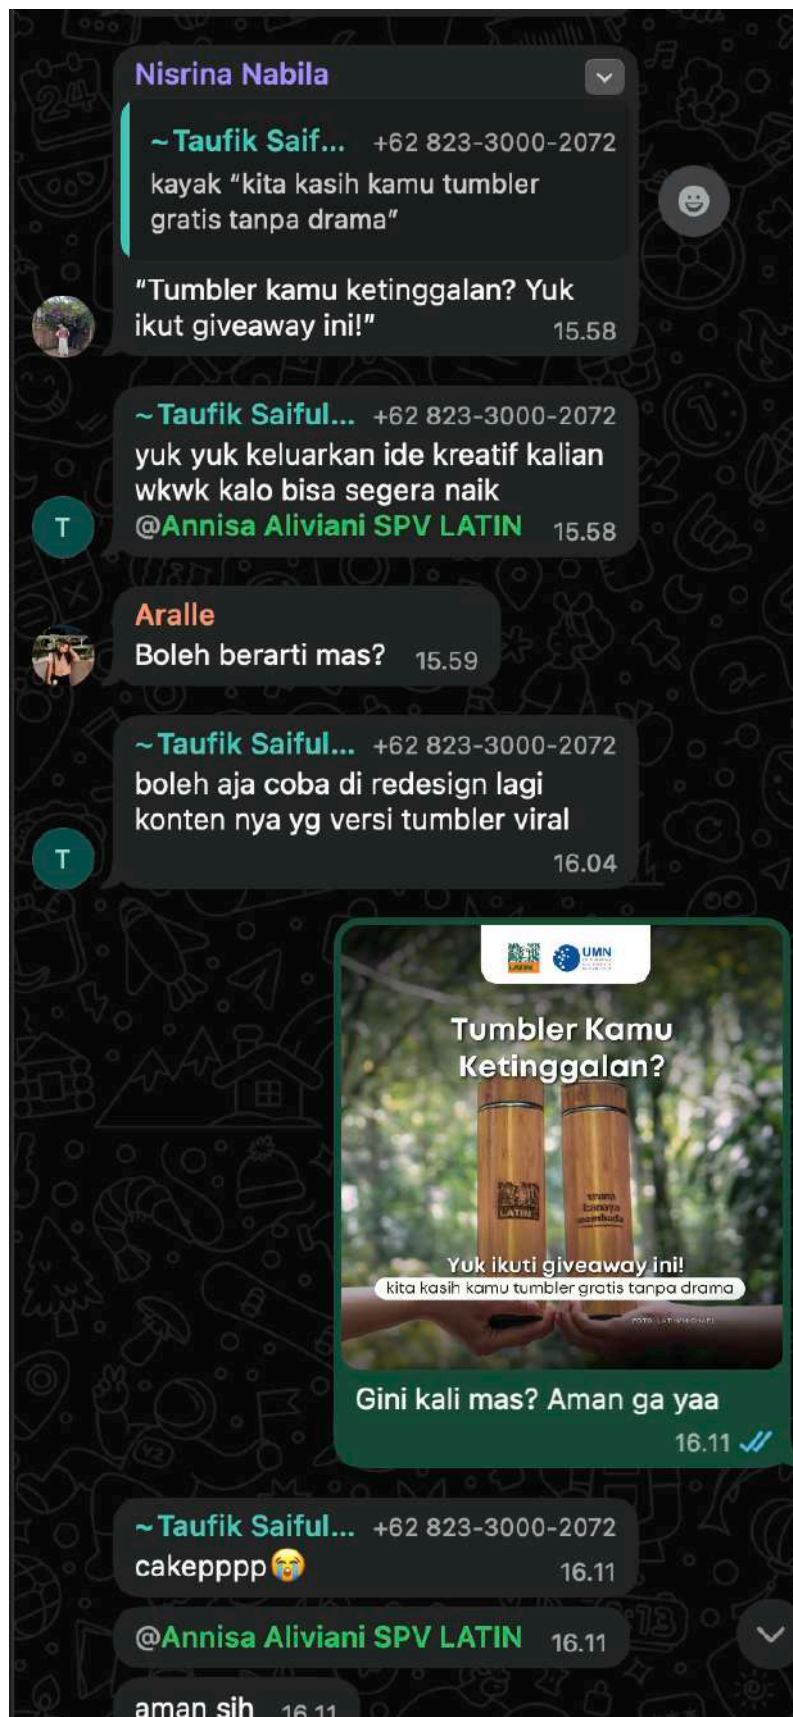 Nisrina Nabila
~Taufik Saif... +62 823-3000-2072
kayak “kita kasih kamu tumbler
gratis tanpa drama”
“Tumbler kamu ketinggalan? Yuk
ikut giveaway ini!”
15.58
~Taufik Saiful... +62 823-3000-2072
yuk yuk keluarkan ide kreatif kalian
wkwk kalo bisa segera naik
@Annisa Aliviani SPV LATIN 15.58
T
Aralle
Boleh berarti mas? 15.59
~Taufik Saiful... +62 823-3000-2072
boleh aja coba di redesign lagi
konten nya yg versi tumbler viral
16.04
T
LATIN UMN
Tumbler Kamu
Ketinggalan?
LATIN
Yuk ikuti giveaway ini!
kita kasih kamu tumbler gratis tanpa drama
Gini kali mas? Aman ga yaa
16.11
~Taufik Saiful... +62 823-3000-2072
cakepppp😭 16.11
@Annisa Aliviani SPV LATIN 16.11
aman sih 16.11